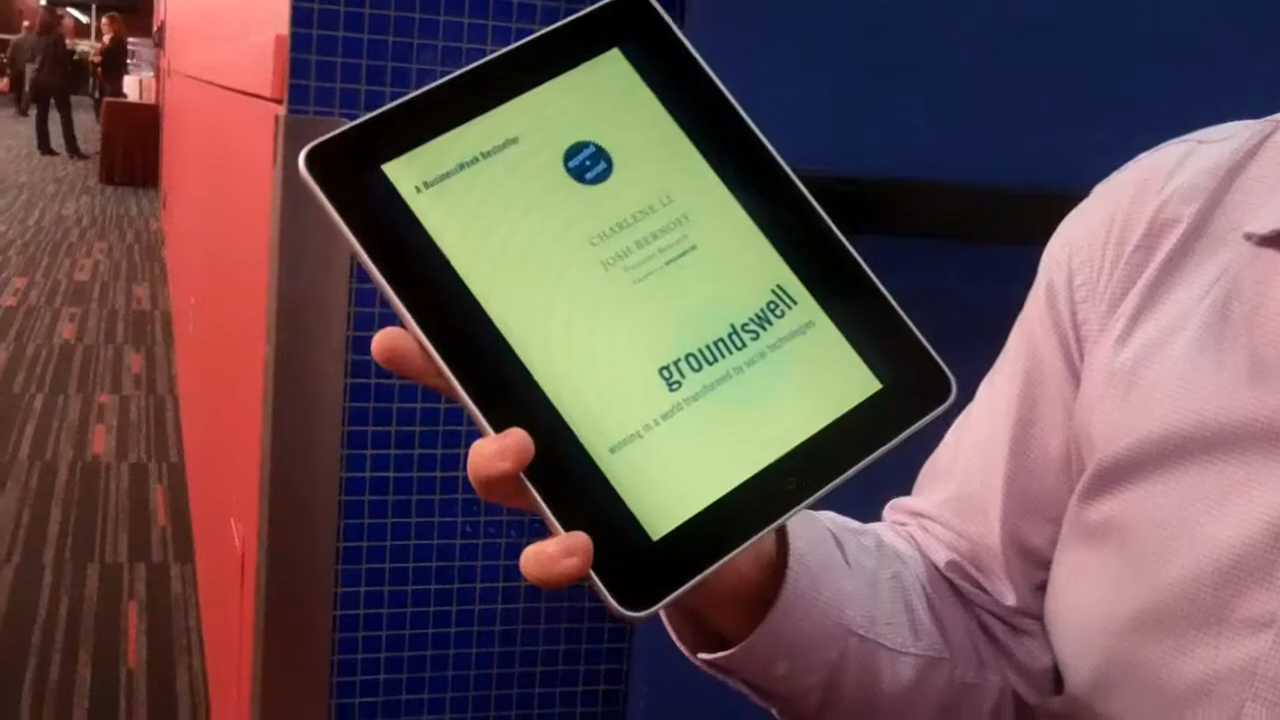 A BusinessWeek Bestseller
expanded
revised
CHARLENE LI
JOSH BERNOFF
Forrester Research
groundswell
winning in a world transformed by social technologies